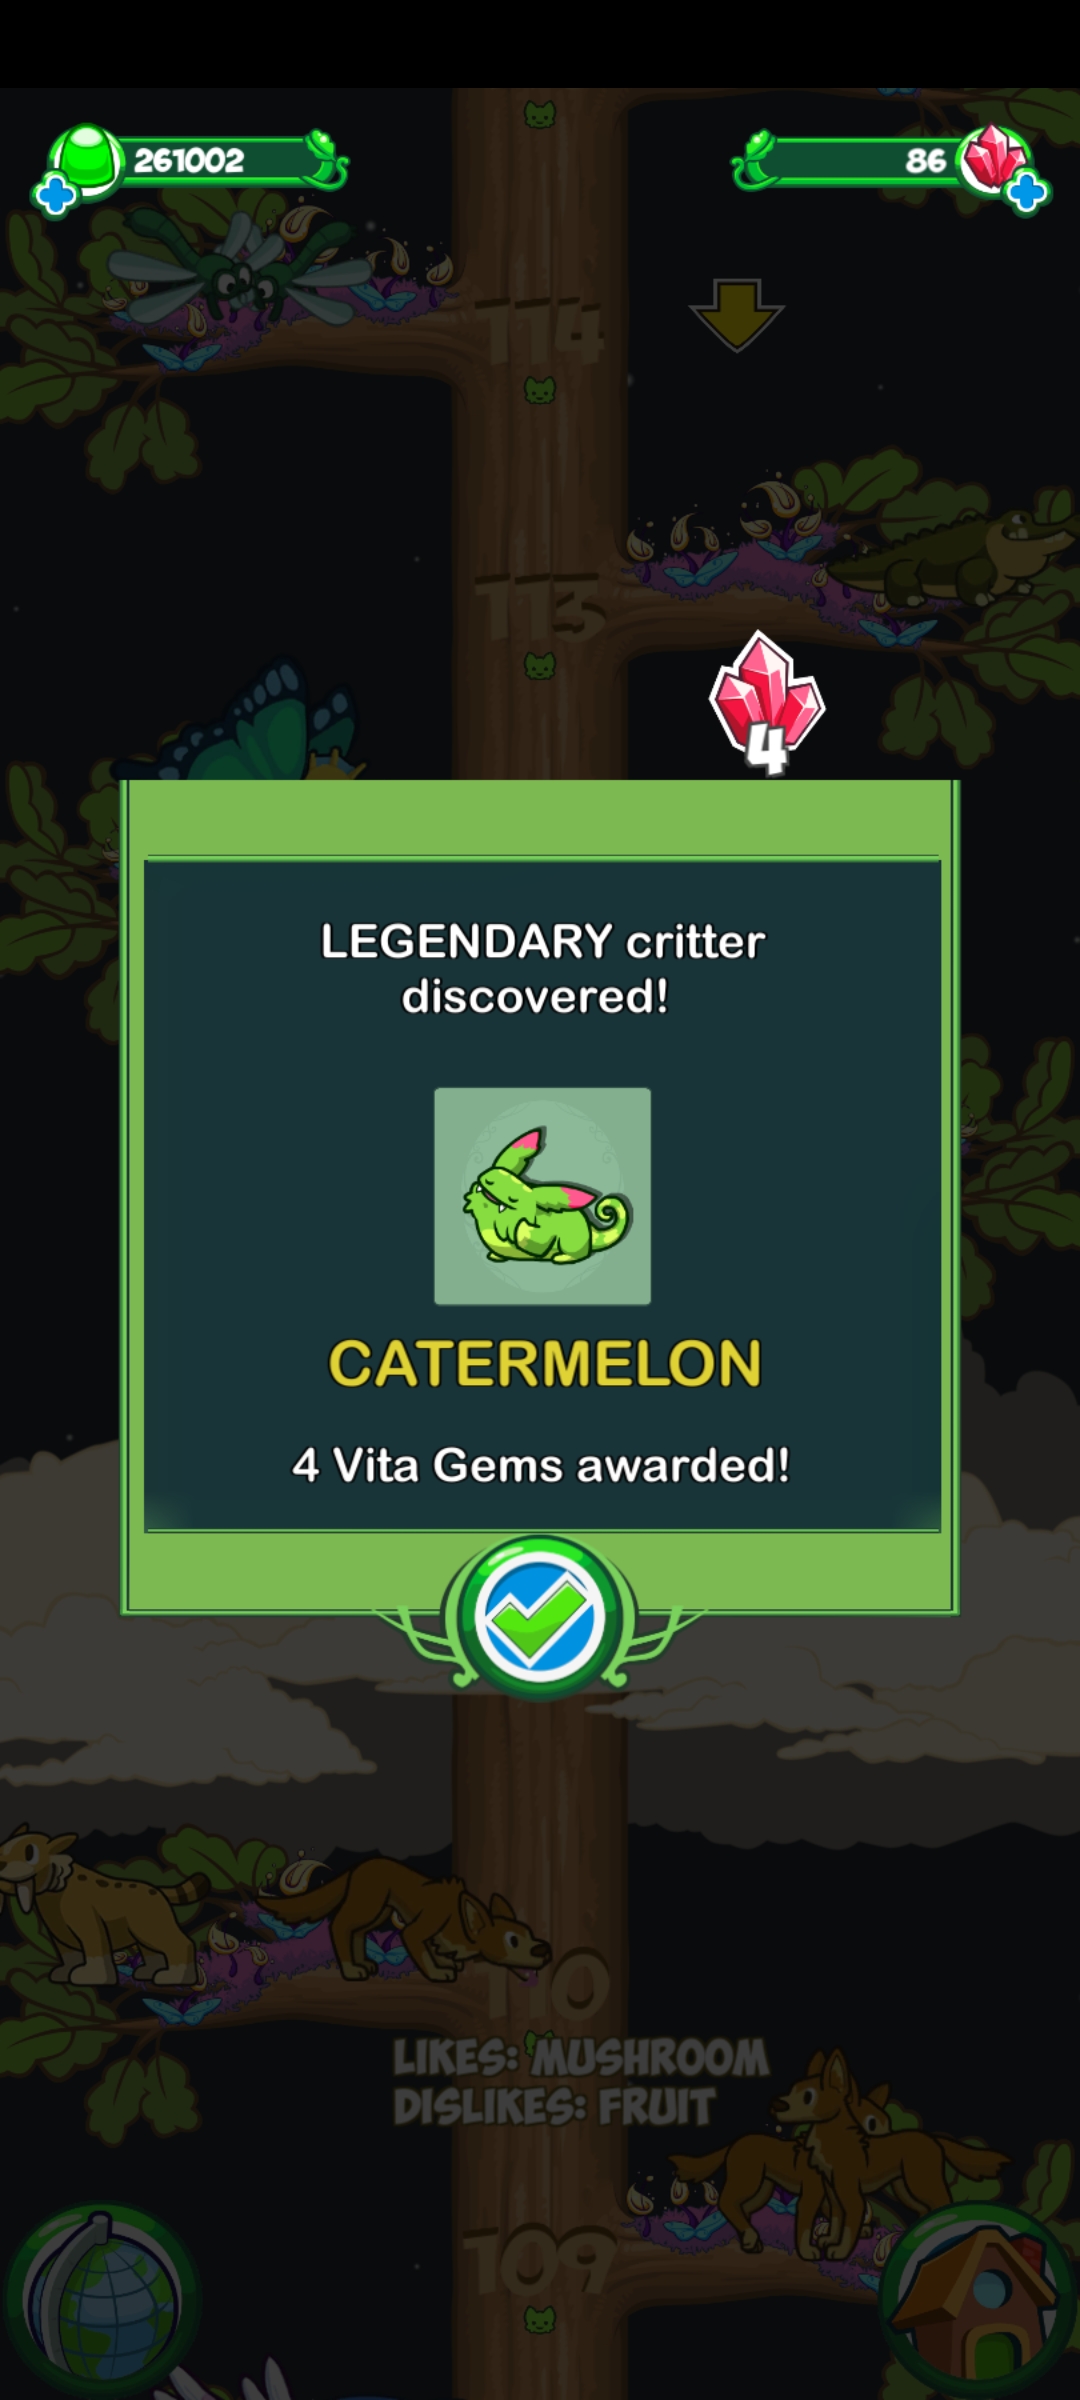 261002
86
114
113
4
LEGENDARY critter
discovered!
CATERMELON
4 Vita Gems awarded!
110
LIKES: MUSHROOM
DISLIKES: FRUIT
109